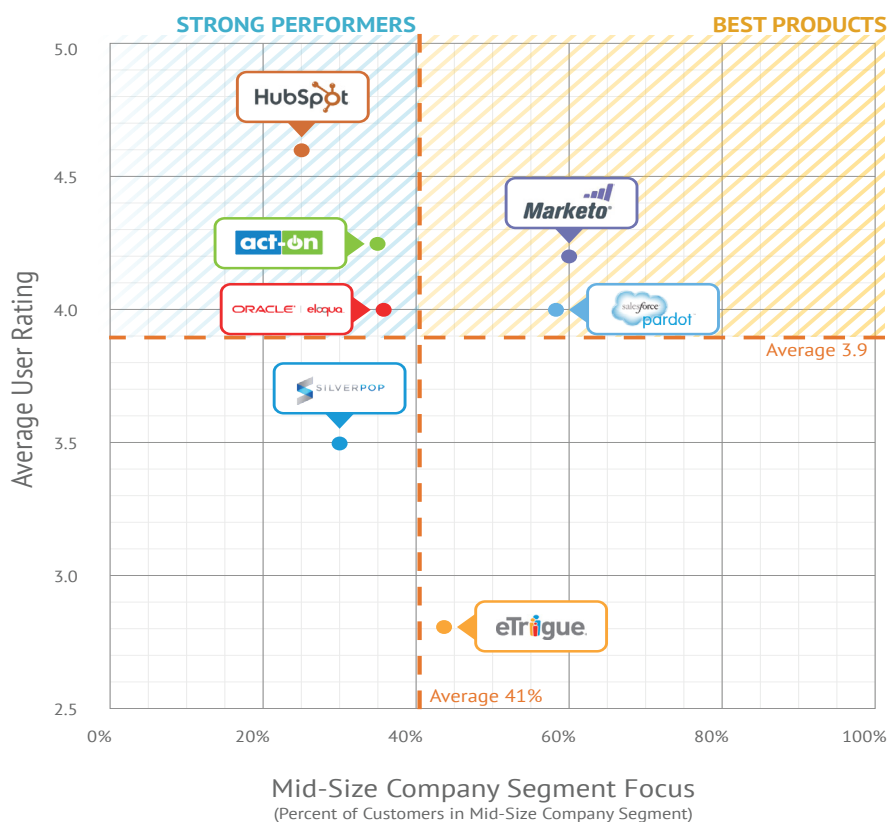 STRONG PERFORMERS
BEST PRODUCTS
5.0
HubSpot
4.5
Marketo
act-on
4.0
ORACLE | eloqua
salesforce
pardot
Average 3.9
SILVERPOP
3.5
3.0
eTrigue
Average 41%
2.5
0%
20%
40%
60%
80%
100%
Average User Rating
Mid-Size Company Segment Focus
(Percent of Customers in Mid-Size Company Segment)